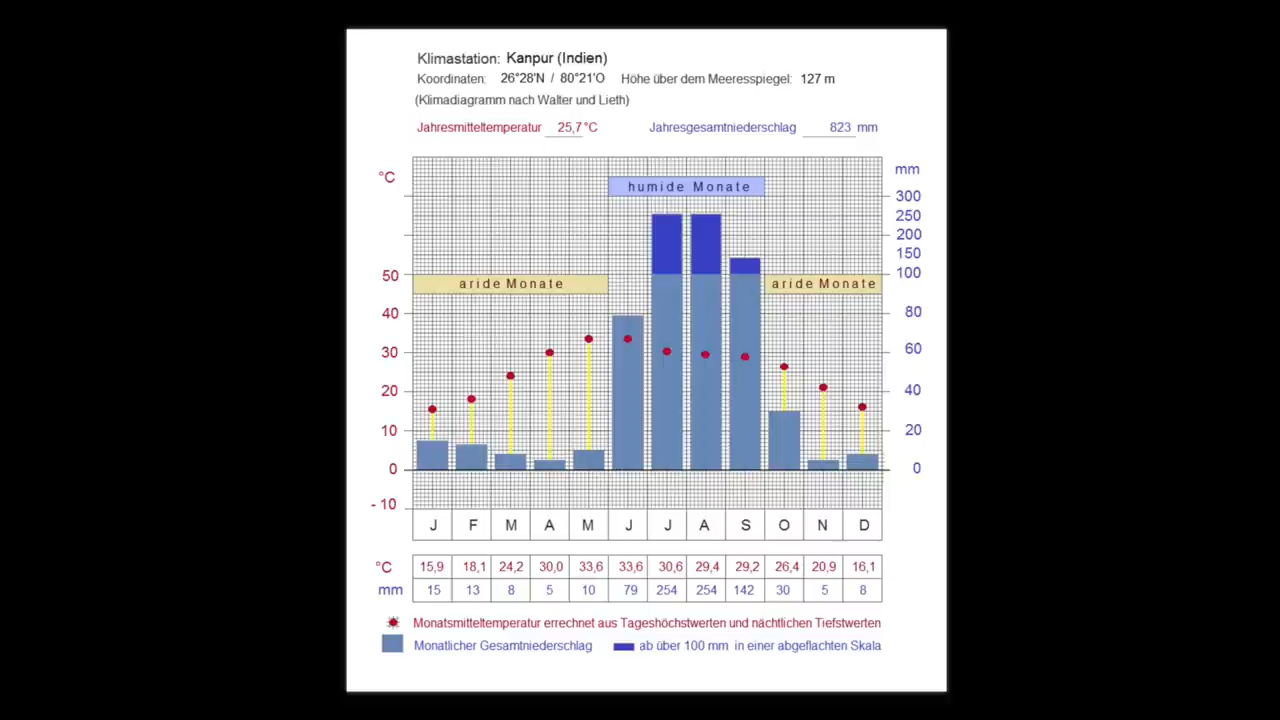 Klimastation: Kanpur (Indien)
Koordinaten: 26°28'N / 80°21'O Höhe über dem Meeresspiegel: 127 m
(Klimadiagramm nach Walter und Lieth)
Jahresmitteltemperatur 25,7 °C Jahresgesamtniederschlag 823 mm
°C mm
humide Monate
300
250
200
150
50 100
aride Monate aride Monate
40 80
30 60
20 40
10 20
0 0
- 10
J F M A M J J A S O N D
°C 15,9 18,1 24,2 30,0 33,6 33,6 30,6 29,4 29,2 26,4 20,9 16,1
mm 15 13 8 5 10 79 254 254 142 30 5 8
Monatsmitteltemperatur errechnet aus Tageshöchstwerten und nächtlichen Tiefstwerten
Monatlicher Gesamtniederschlag ab über 100 mm in einer abgeflachten Skala